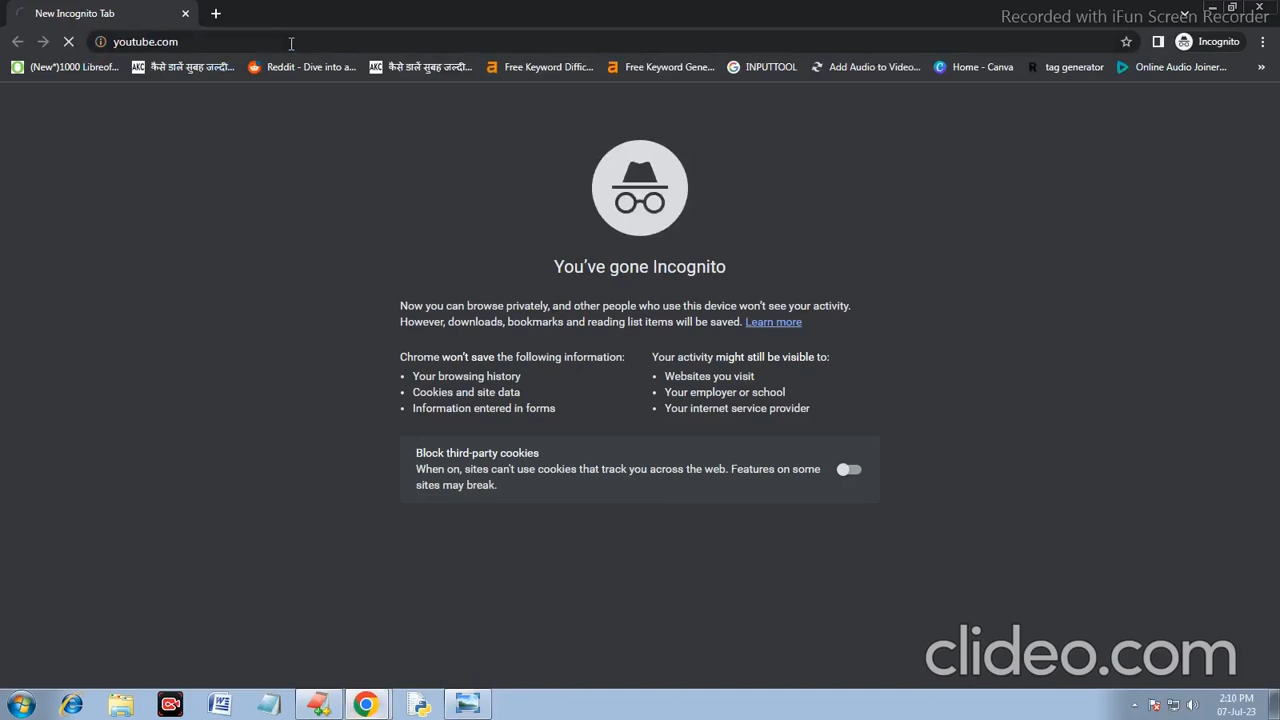 New Incognito Tab
Recorded with iFun Screen Recorder
youtube.com
Incognito
(New*)1000 Libreof...
AKC कैसे डालें सुबह जल्दी...
Reddit - Dive into a...
AKC कैसे डालें सुबह जल्दी...
Free Keyword Diffic...
Free Keyword Gene...
INPUTTOOL
Add Audio to Video...
Home - Canva
R tag generator
Online Audio Joiner...
»
You've gone Incognito
Now you can browse privately, and other people who use this device won't see your activity.
However, downloads, bookmarks and reading list items will be saved. Learn more
Chrome won't save the following information:
• Your browsing history
• Cookies and site data
• Information entered in forms
Your activity might still be visible to:
• Websites you visit
• Your employer or school
• Your internet service provider
Block third-party cookies
When on, sites can't use cookies that track you across the web. Features on some
sites may break.
clideo.com
2:10 PM
07-Jul-23